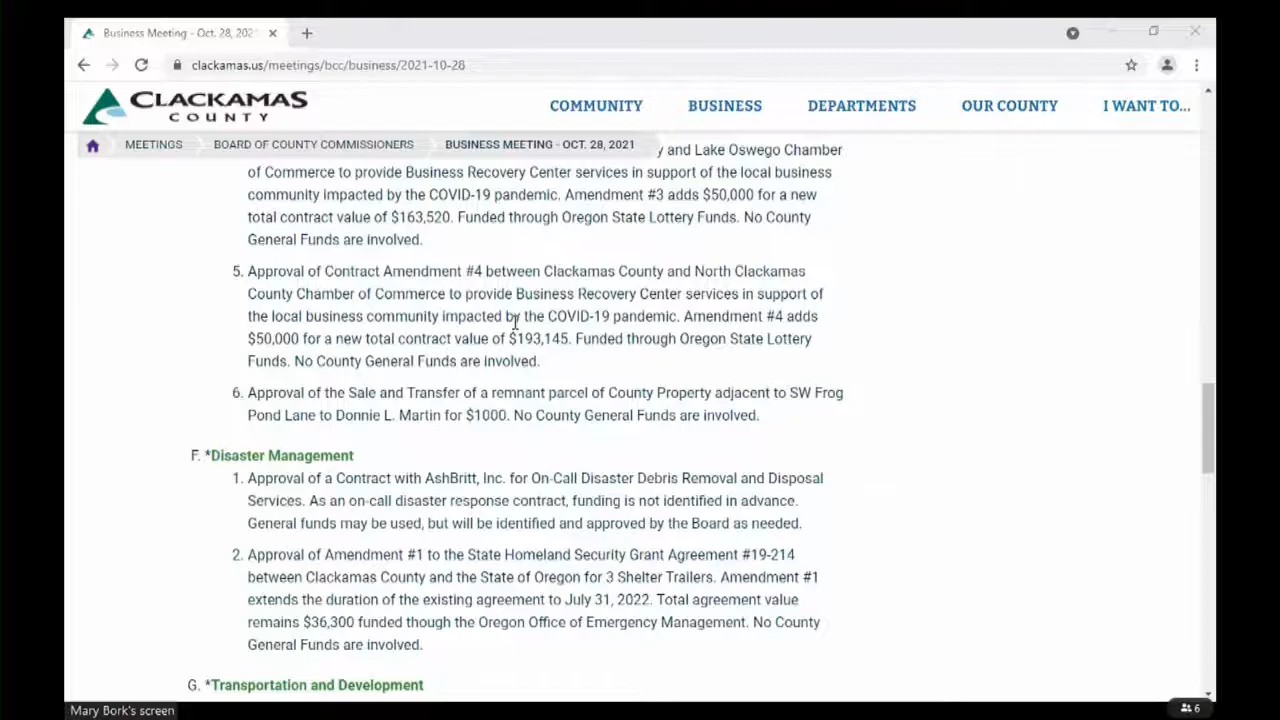 Business Meeting - Oct. 28, 202
clackamas.us/meetings/bcc/business/2021-10-28
CLACKAMAS
COUNTY
COMMUNITY BUSINESS DEPARTMENTS OUR COUNTY I WANT TO...
MEETINGS BOARD OF COUNTY COMMISSIONERS BUSINESS MEETING - OCT. 28, 2021
y and Lake Oswego Chamber
of Commerce to provide Business Recovery Center services in support of the local business
community impacted by the COVID-19 pandemic. Amendment #3 adds $50,000 for a new
total contract value of $163,520. Funded through Oregon State Lottery Funds. No County
General Funds are involved.
5. Approval of Contract Amendment #4 between Clackamas County and North Clackamas
County Chamber of Commerce to provide Business Recovery Center services in support of
the local business community impacted by the COVID-19 pandemic. Amendment #4 adds
$50,000 for a new total contract value of $193,145. Funded through Oregon State Lottery
Funds. No County General Funds are involved.
6. Approval of the Sale and Transfer of a remnant parcel of County Property adjacent to SW Frog
Pond Lane to Donnie L. Martin for $1000. No County General Funds are involved.
F. *Disaster Management
1. Approval of a Contract with AshBritt, Inc. for On-Call Disaster Debris Removal and Disposal
Services. As an on-call disaster response contract, funding is not identified in advance.
General funds may be used, but will be identified and approved by the Board as needed.
2. Approval of Amendment #1 to the State Homeland Security Grant Agreement #19-214
between Clackamas County and the State of Oregon for 3 Shelter Trailers. Amendment #1
extends the duration of the existing agreement to July 31, 2022. Total agreement value
remains $36,300 funded though the Oregon Office of Emergency Management. No County
General Funds are involved.
G. *Transportation and Development
Mary Bork's screen
6